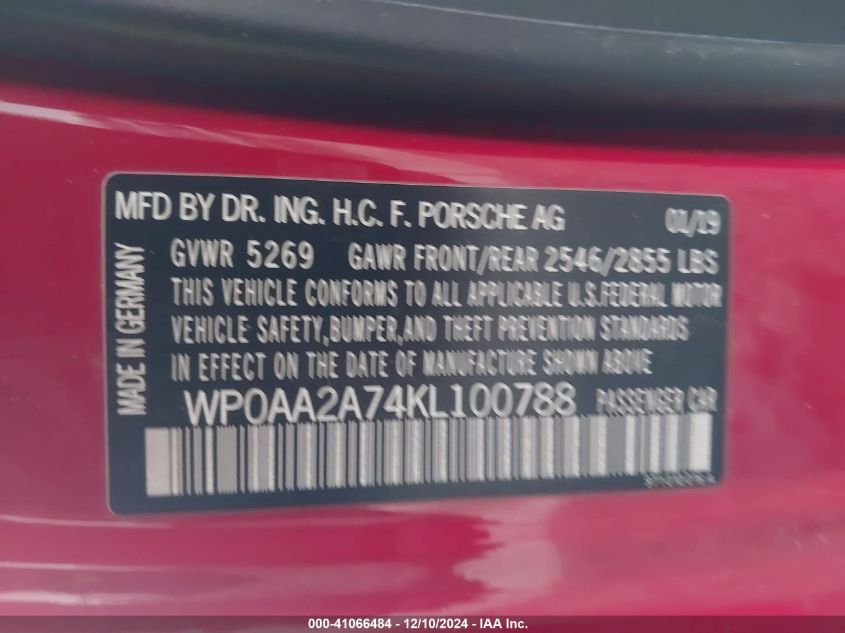 MFD BY DR. ING. H.C. F. PORSCHE AG 01/19
GVWR 5269 GAWR FRONT/REAR 2546/2855 LBS
THIS VEHICLE CONFORMS TO ALL APPLICABLE U.S.FEDERAL MOTOR
VEHICLE SAFETY,BUMPER,AND THEFT PREVENTION STANDARDS
IN EFFECT ON THE DATE OF MANUFACTURE SHOWN ABOVE
WP0AA2A74KL100788 PASSENGER CAR
MADE IN GERMANY
000-41066484 - 12/10/2024 - IAA Inc.